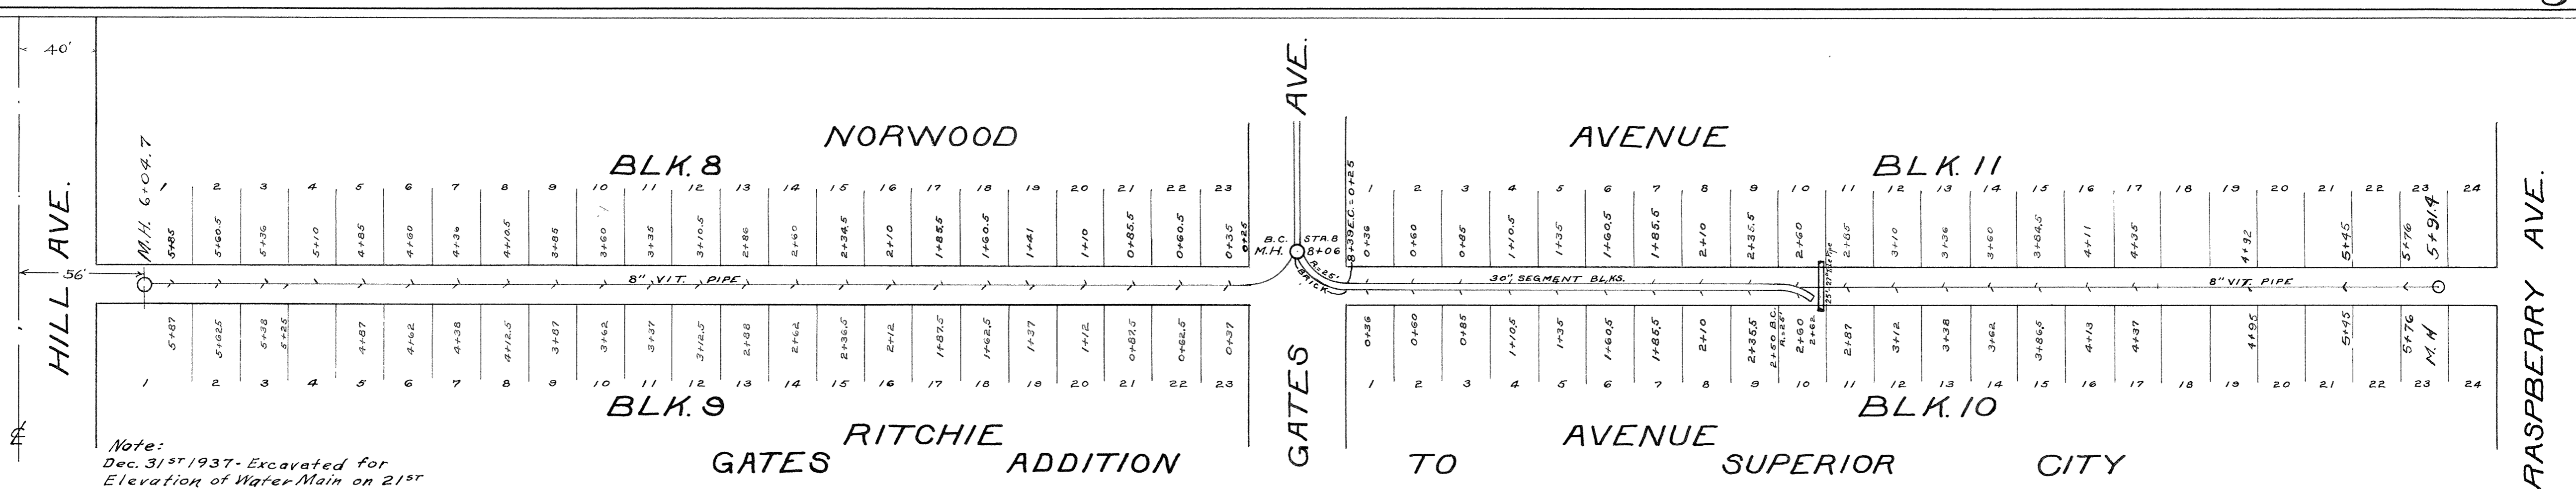 40'
HILL AVE.
56'
M.H. 6+04.7
NORWOOD AVENUE
BLK. 8
1 2 3 4 5 6 7 8 9 10 11 12 13 14 15 16 17 18 19 20 21 22 23
5+85 5+60.5 5+36 5+10 4+85 4+60 4+36 4+10.5 3+85 3+60 3+35 3+10.5 2+86 2+60 2+34.5 2+10 1+85.5 1+60.5 1+41 1+10 0+85.5 0+60.5 0+35 0+25
8" VIT. PIPE
5+87 5+62.5 5+38 5+25 4+87 4+62 4+38 4+12.5 3+87 3+62 3+37 3+12.5 2+88 2+62 2+36.5 2+12 1+87.5 1+62.5 1+37 1+12 0+87.5 0+62.5 0+37
1 2 3 4 5 6 7 8 9 10 11 12 13 14 15 16 17 18 19 20 21 22 23
BLK. 9
GATES AVE.
B.C. STA. 8
M.H. 8+06
R=25'
BRICK
8+39 E.C. = 0+25
BLK. 11
1 2 3 4 5 6 7 8 9 10 11 12 13 14 15 16 17 18 19 20 21 22 23 24
0+36 0+60 0+85 1+10.5 1+35 1+60.5 1+85.5 2+10 2+35.5 2+60 2+85 3+10 3+36 3+60 3+84.5 4+11 4+35 4+92 5+45 5+76 5+91.4
30" SEGMENT BLKS.
25'-27" Tile Pipe
8" VIT. PIPE
0+36 0+60 0+85 1+10.5 1+35 1+60.5 1+85.5 2+10 2+35.5 2+50 B.C. R=25' 2+60 2+62 2+87 3+12 3+38 3+62 3+86.5 4+13 4+37 4+95 5+45 5+76 M.H
1 2 3 4 5 6 7 8 9 10 11 12 13 14 15 16 17 18 19 20 21 22 23 24
BLK. 10
RASPBERRY AVE.
RITCHIE AVENUE
GATES ADDITION TO SUPERIOR CITY
℄
Note:
Dec. 31ST 1937- Excavated for
Elevation of Water Main on 21ST